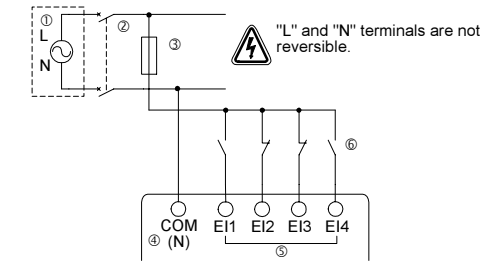 ①
②
L
③
N
"L" and "N" terminals are not
reversible.
⑥
COM
(N)
EI1 EI2 EI3 EI4
④
⑤